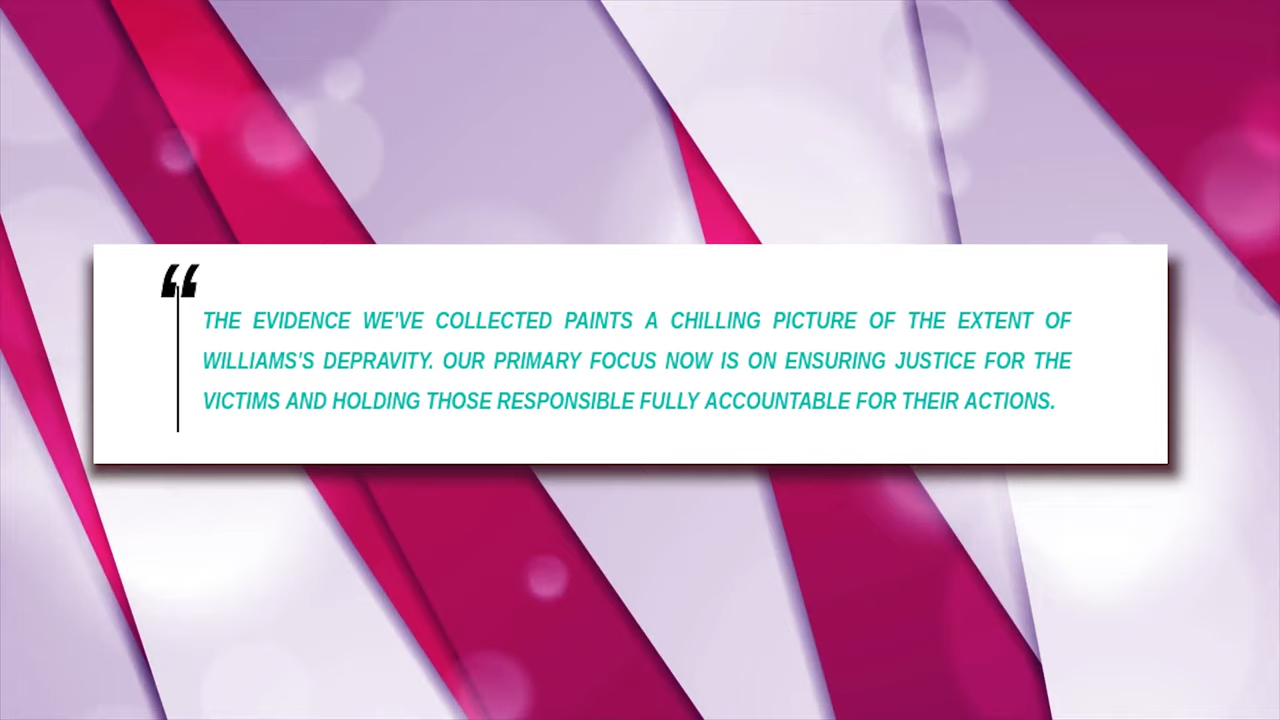 “
THE EVIDENCE WE'VE COLLECTED PAINTS A CHILLING PICTURE OF THE EXTENT OF
WILLIAMS'S DEPRAVITY. OUR PRIMARY FOCUS NOW IS ON ENSURING JUSTICE FOR THE
VICTIMS AND HOLDING THOSE RESPONSIBLE FULLY ACCOUNTABLE FOR THEIR ACTIONS.